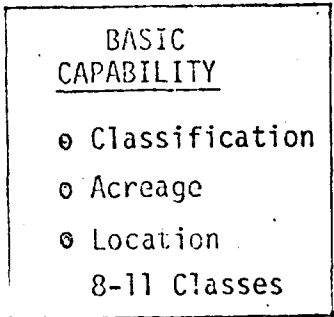 BASIC
CAPABILITY
• Classification
• Acreage
• Location
8-11 Classes